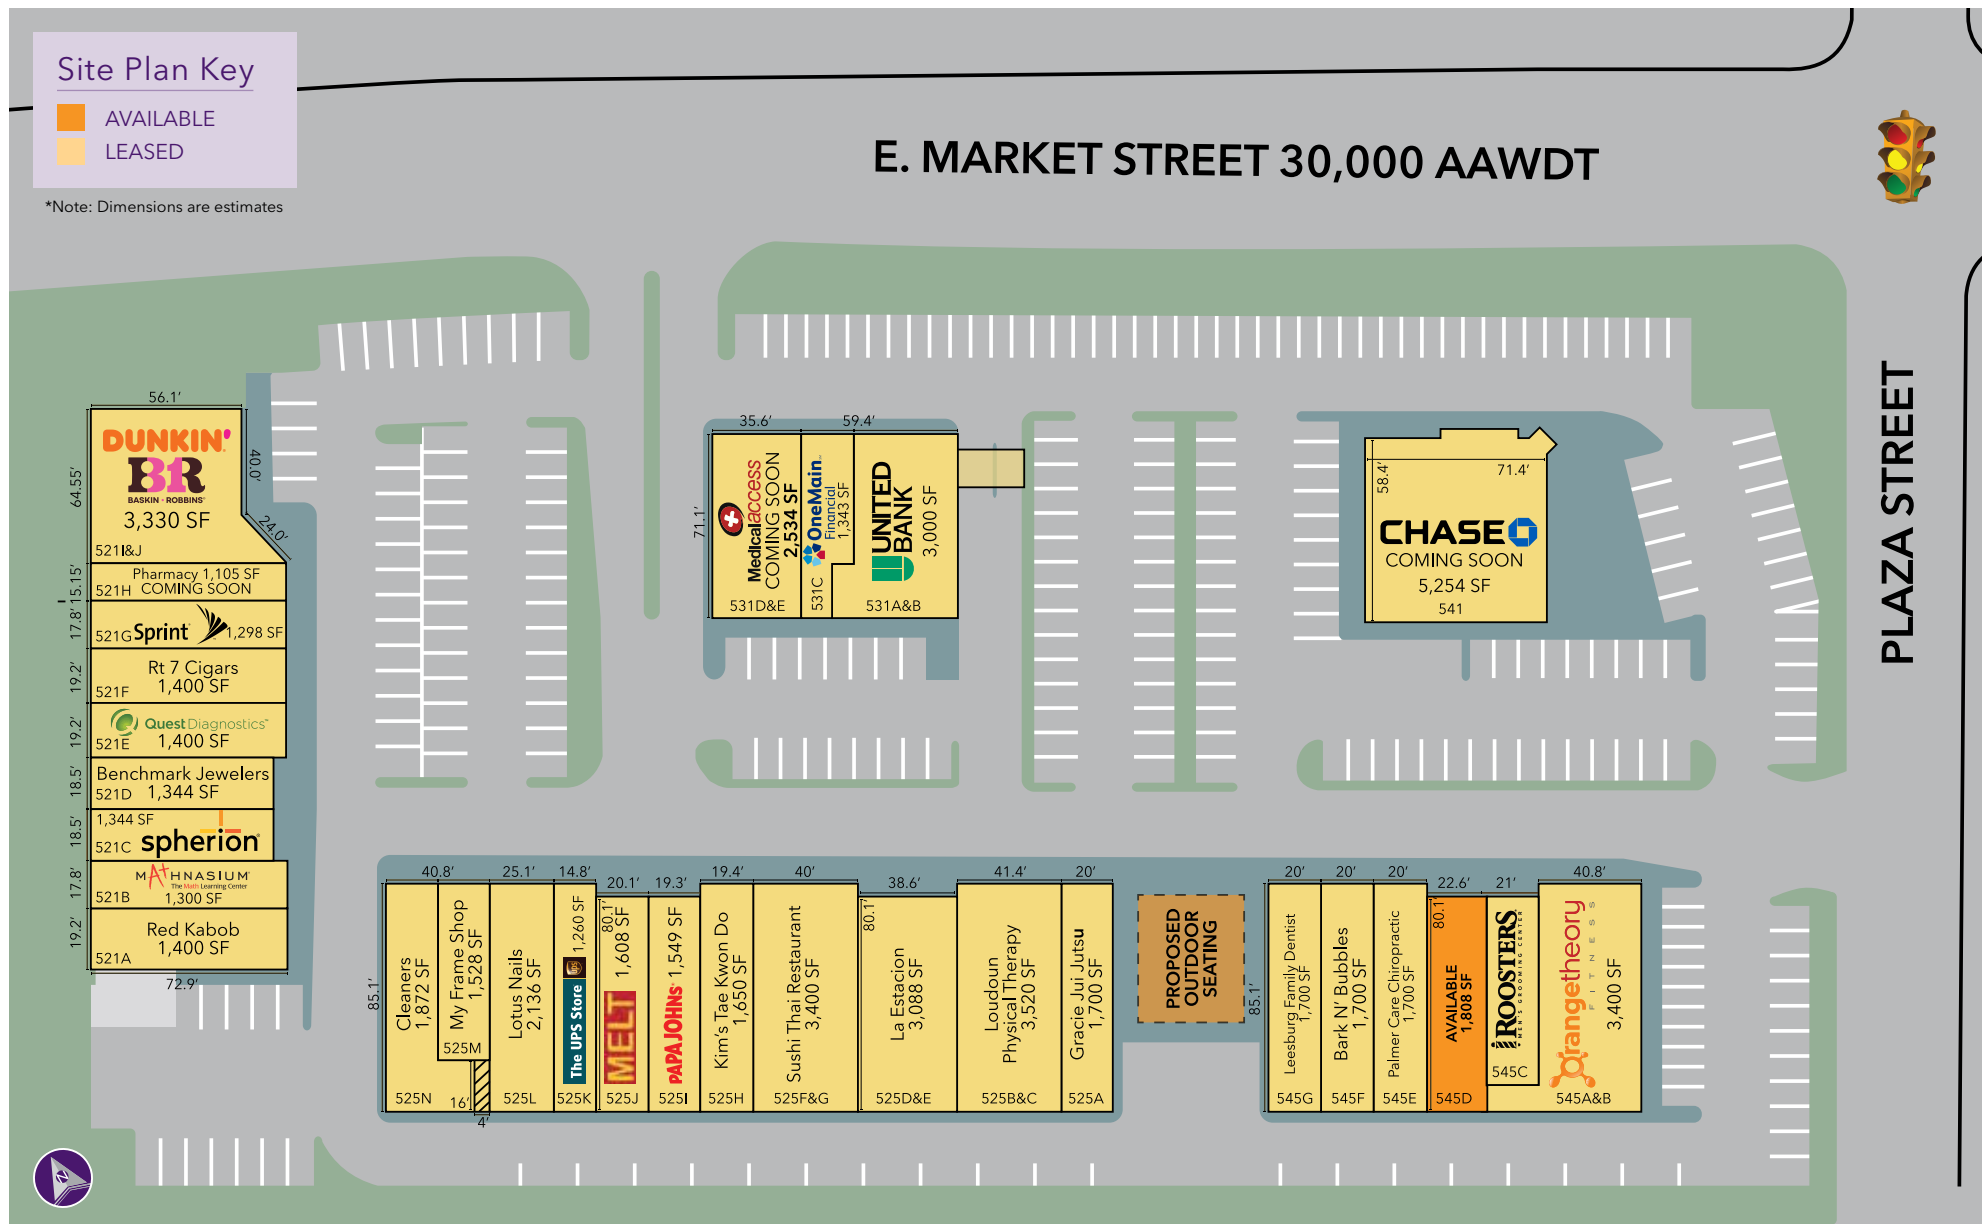 Site Plan Key
AVAILABLE
LEASED
*Note: Dimensions are estimates
E. MARKET STREET 30,000 AAWDT
PLAZA STREET
56.1'
64.55'
40.0'
24.0'
DUNKIN'
BR
BASKIN - ROBBINS
3,330 SF
521I&J
15.15'
Pharmacy 1,105 SF
COMING SOON
521H
17.8'
521G
Sprint
1,298 SF
19.2'
Rt 7 Cigars
1,400 SF
521F
19.2'
Quest Diagnostics
1,400 SF
521E
18.5'
Benchmark Jewelers
1,344 SF
521D
18.5'
1,344 SF
spherion
521C
17.8'
MATHNASIUM
The Math Learning Center
1,300 SF
521B
19.2'
Red Kabob
1,400 SF
521A
72.9'
35.6'
59.4'
71.1'
Medicalaccess
COMING SOON
2,534 SF
531D&E
OneMain
Financial
1,343 SF
531C
UNITED
BANK
3,000 SF
531A&B
58.4'
71.4'
CHASE
COMING SOON
5,254 SF
541
85.1'
40.8'
Cleaners
1,872 SF
525N
My Frame Shop
1,528 SF
525M
16'
4'
25.1'
Lotus Nails
2,136 SF
525L
14.8'
The UPS Store
ups
1,260 SF
525K
20.1'
80.1'
MELT
1,608 SF
525J
19.3'
PAPA JOHNS
1,549 SF
525I
19.4'
Kim's Tae Kwon Do
1,650 SF
525H
40'
Sushi Thai Restaurant
3,400 SF
525F&G
38.6'
80.1'
La Estacion
3,088 SF
525D&E
41.4'
Loudoun
Physical Therapy
3,520 SF
525B&C
20'
Gracie Jui Jutsu
1,700 SF
525A
PROPOSED
OUTDOOR
SEATING
85.1'
20'
Leesburg Family Dentist
1,700 SF
545G
20'
Bark N' Bubbles
1,700 SF
545F
20'
Palmer Care Chiropractic
1,700 SF
545E
22.6'
80.1'
AVAILABLE
1,808 SF
545D
21'
ROOSTERS
MEN'S GROOMING CENTER
545C
40.8'
Orangetheory
FITNESS
3,400 SF
545A&B
N